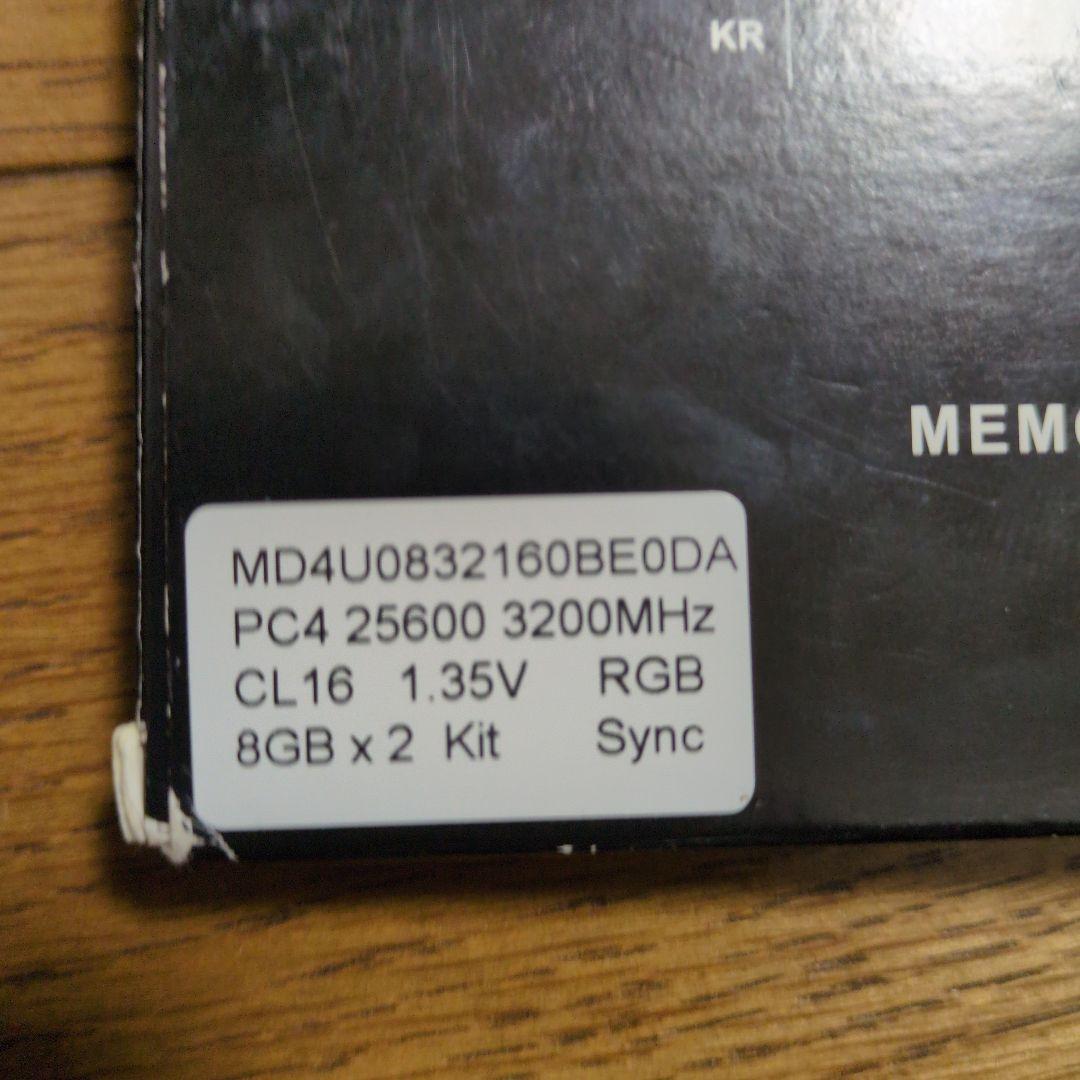 KR
MEMO
MD4U0832160BE0DA
PC4 25600 3200MHz
CL16 1.35V RGB
8GB x 2 Kit Sync